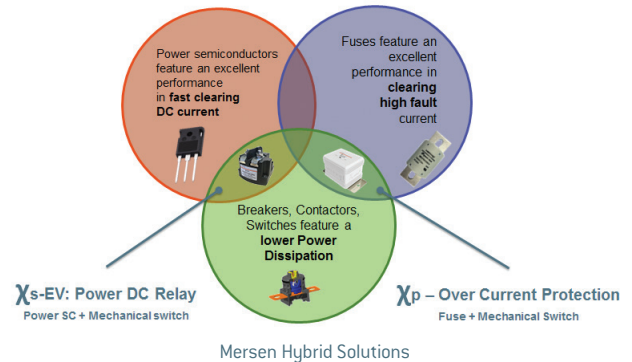 Power semiconductors
feature an excellent
performance
in fast clearing
DC current
Fuses feature an
excellent
performance in
clearing
high fault
current
Breakers, Contactors,
Switches feature a
lower Power
Dissipation
χs-EV: Power DC Relay
Power SC + Mechanical switch
χp – Over Current Protection
Fuse + Mechanical Switch
Mersen Hybrid Solutions